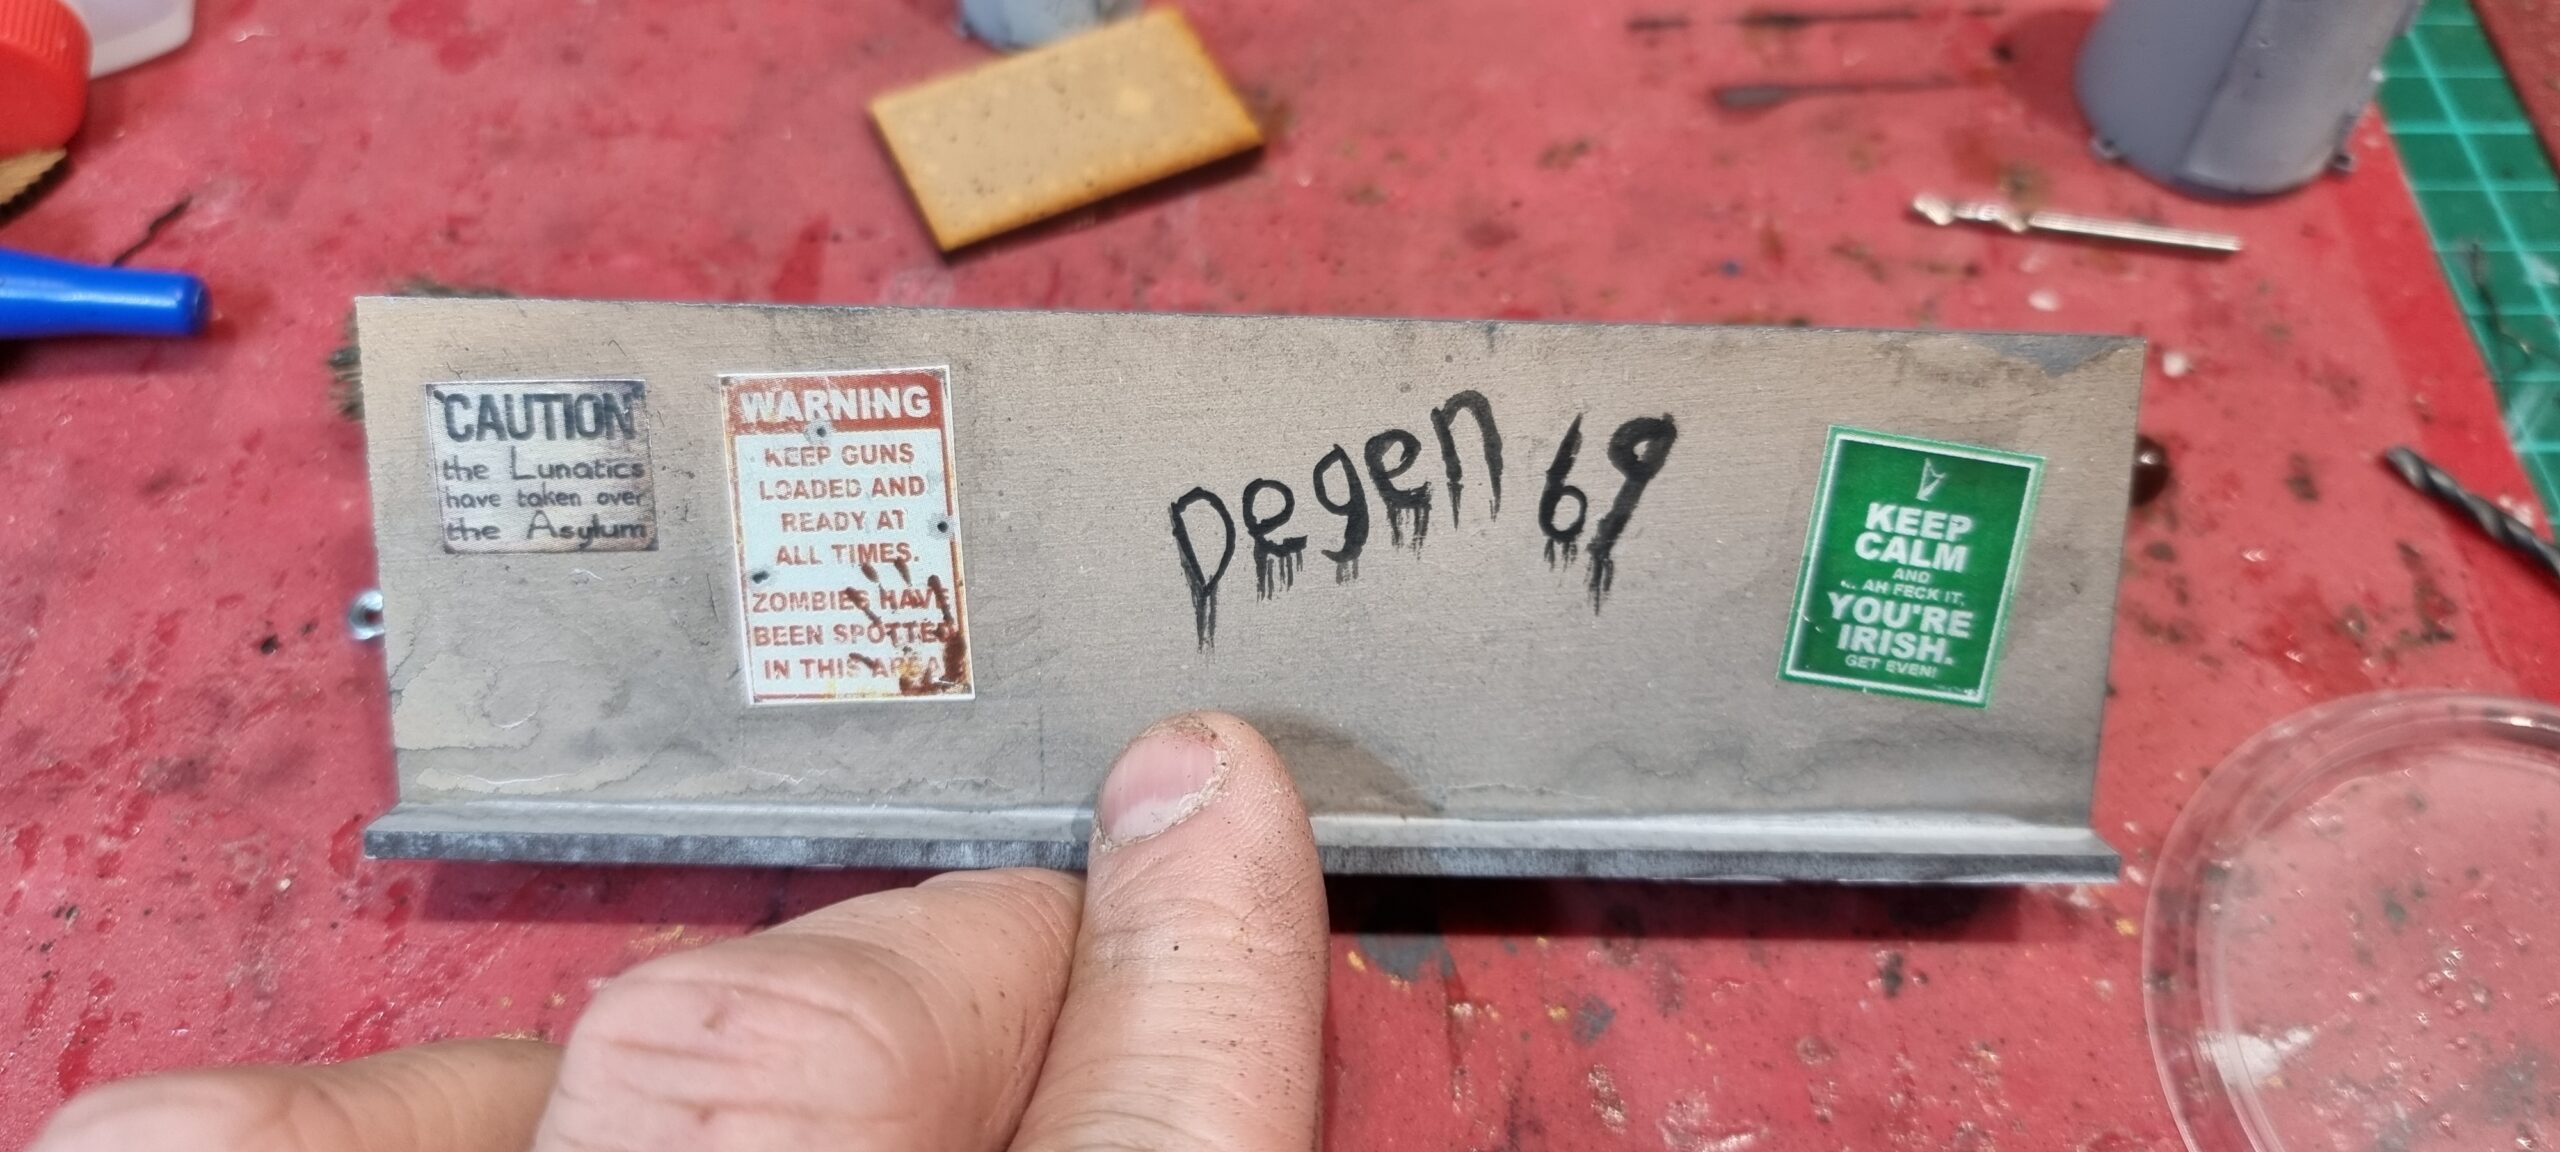 "CAUTION"
the Lunatics
have taken over
the Asylum
WARNING
KEEP GUNS
LOADED AND
READY AT
ALL TIMES.
ZOMBIES HAVE
BEEN SPOTTED
IN THIS AREA
Degen 69
KEEP
CALM
AND
... AH FECK IT,
YOU'RE
IRISH.
GET EVEN!